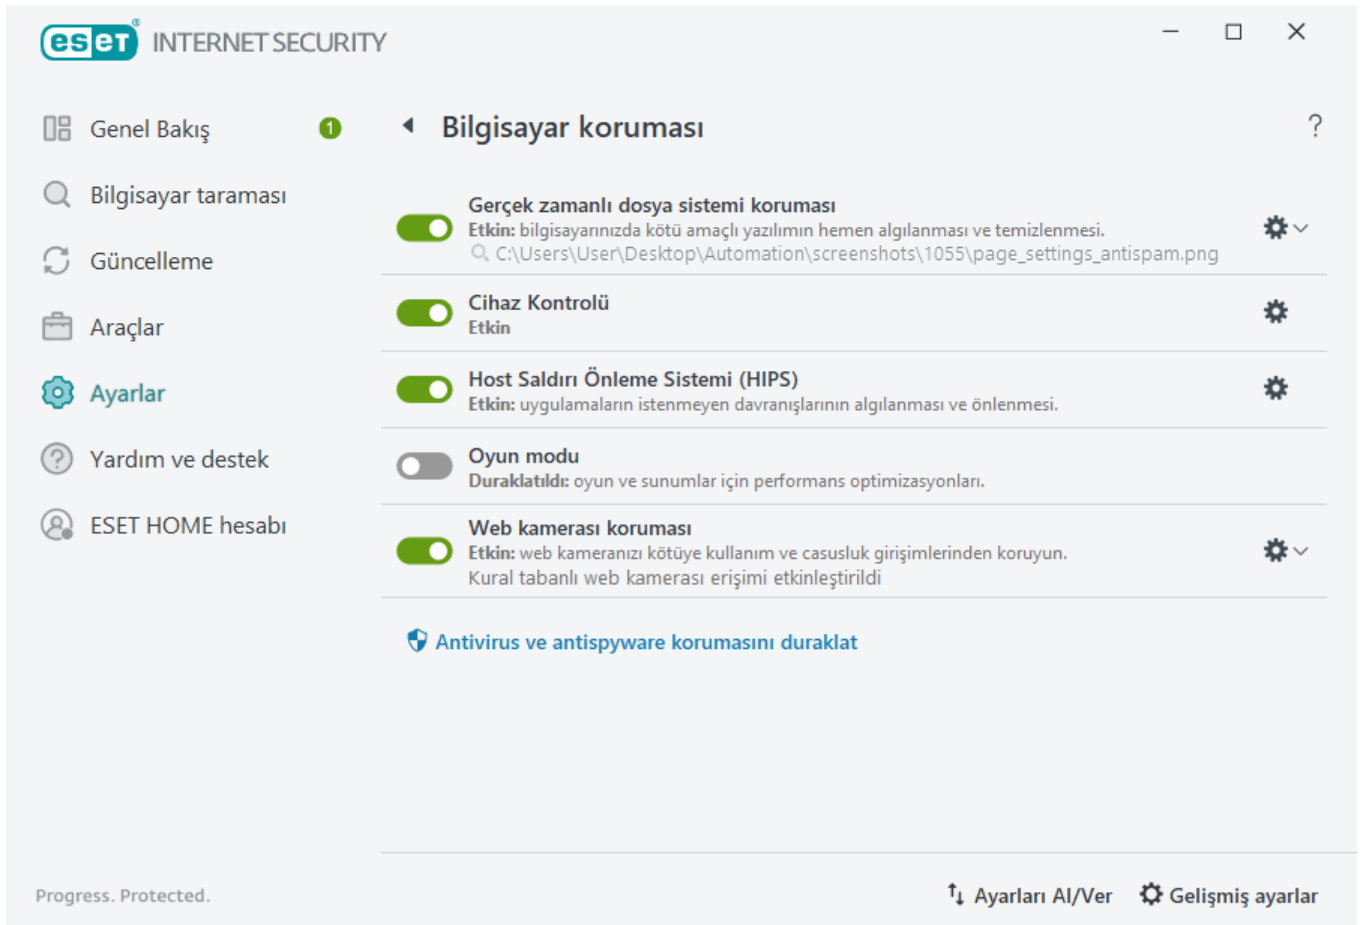 eset® INTERNET SECURITY
Genel Bakış 1
Bilgisayar taraması
Güncelleme
Araçlar
Ayarlar
Yardım ve destek
ESET HOME hesabı
Bilgisayar koruması ?
Gerçek zamanlı dosya sistemi koruması
Etkin: bilgisayarınızda kötü amaçlı yazılımın hemen algılanması ve temizlenmesi.
C:\Users\User\Desktop\Automation\screenshots\1055\page_settings_antispam.png
Cihaz Kontrolü
Etkin
Host Saldırı Önleme Sistemi (HIPS)
Etkin: uygulamaların istenmeyen davranışlarının algılanması ve önlenmesi.
Oyun modu
Duraklatıldı: oyun ve sunumlar için performans optimizasyonları.
Web kamerası koruması
Etkin: web kameranızı kötüye kullanım ve casusluk girişimlerinden koruyun.
Kural tabanlı web kamerası erişimi etkinleştirildi
Antivirus ve antispyware korumasını duraklat
Progress. Protected.
Ayarları Al/Ver
Gelişmiş ayarlar